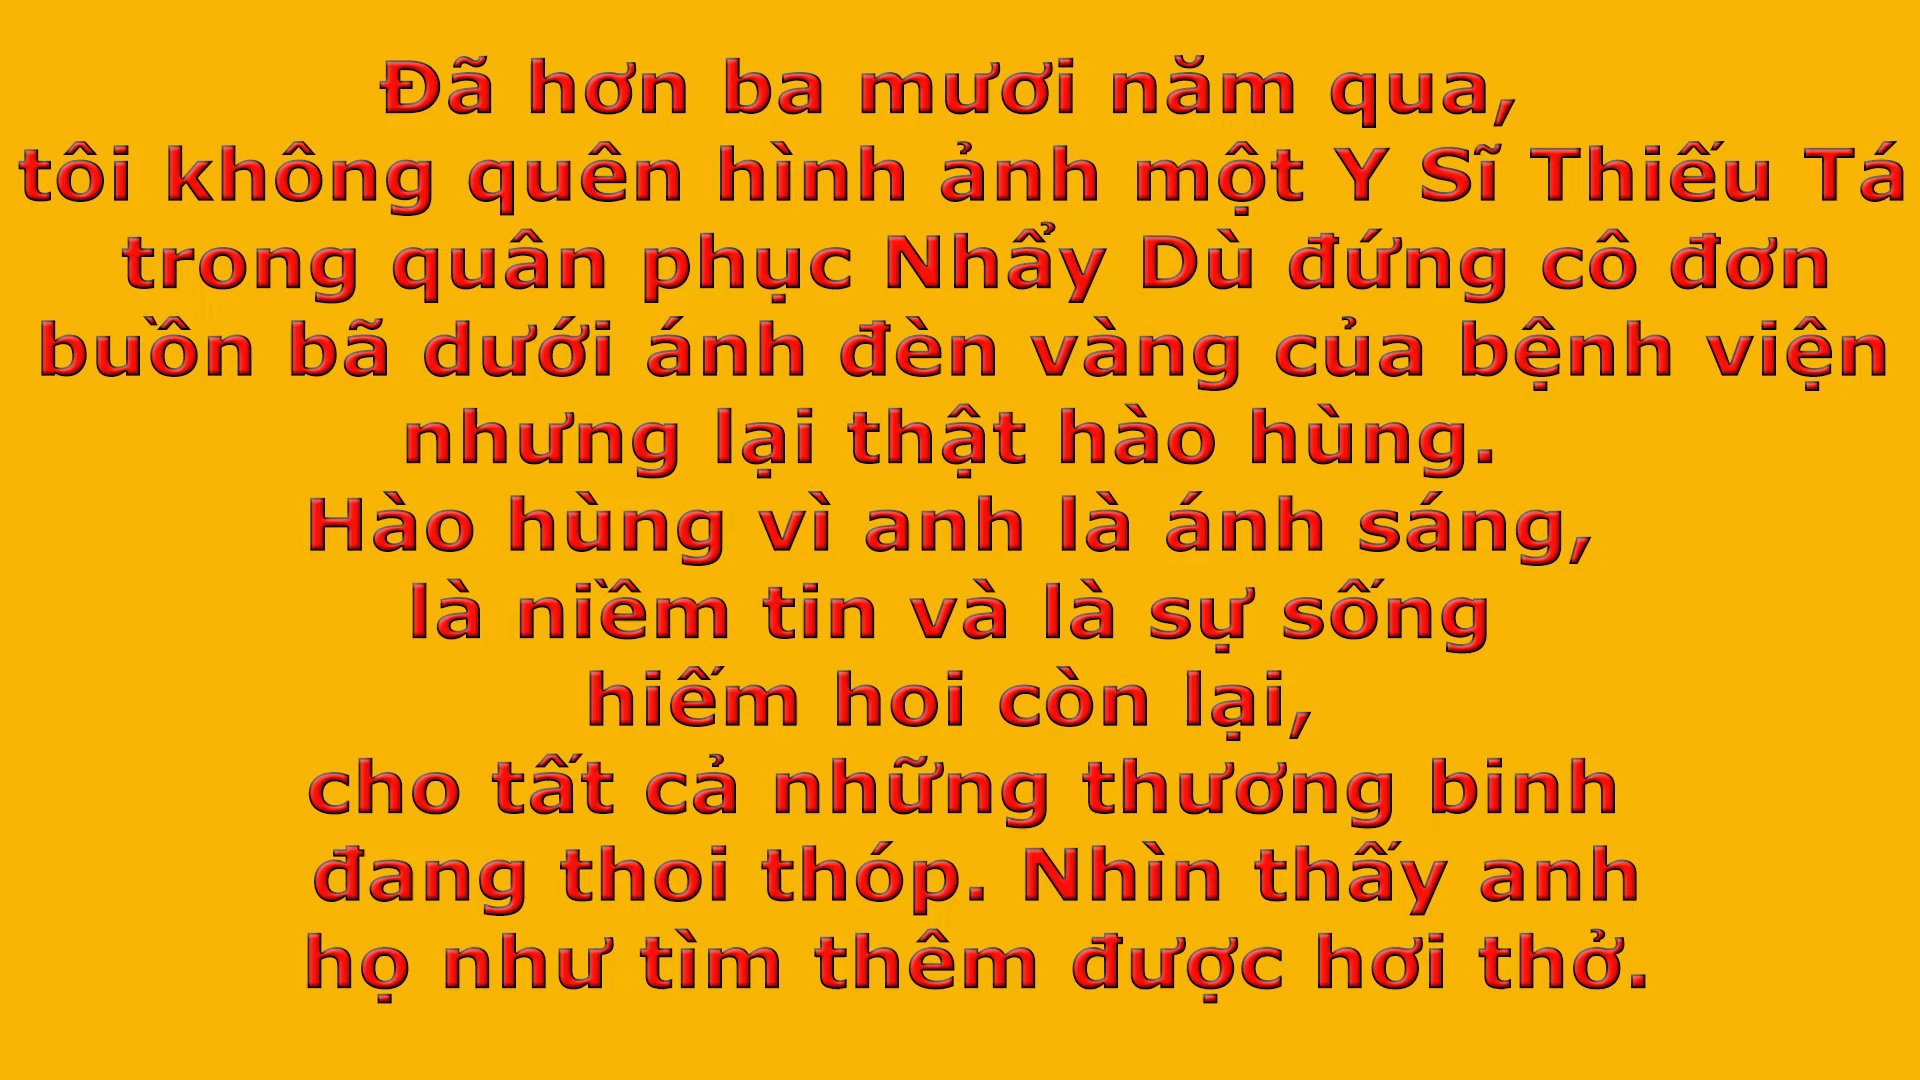 Đã hơn ba mươi năm qua,
tôi không quên hình ảnh một Y Sĩ Thiếu Tá
trong quân phục Nhẩy Dù đứng cô đơn
buồn bã dưới ánh đèn vàng của bệnh viện
nhưng lại thật hào hùng.
Hào hùng vì anh là ánh sáng,
là niềm tin và là sự sống
hiếm hoi còn lại,
cho tất cả những thương binh
đang thoi thóp. Nhìn thấy anh
họ như tìm thêm được hơi thở.